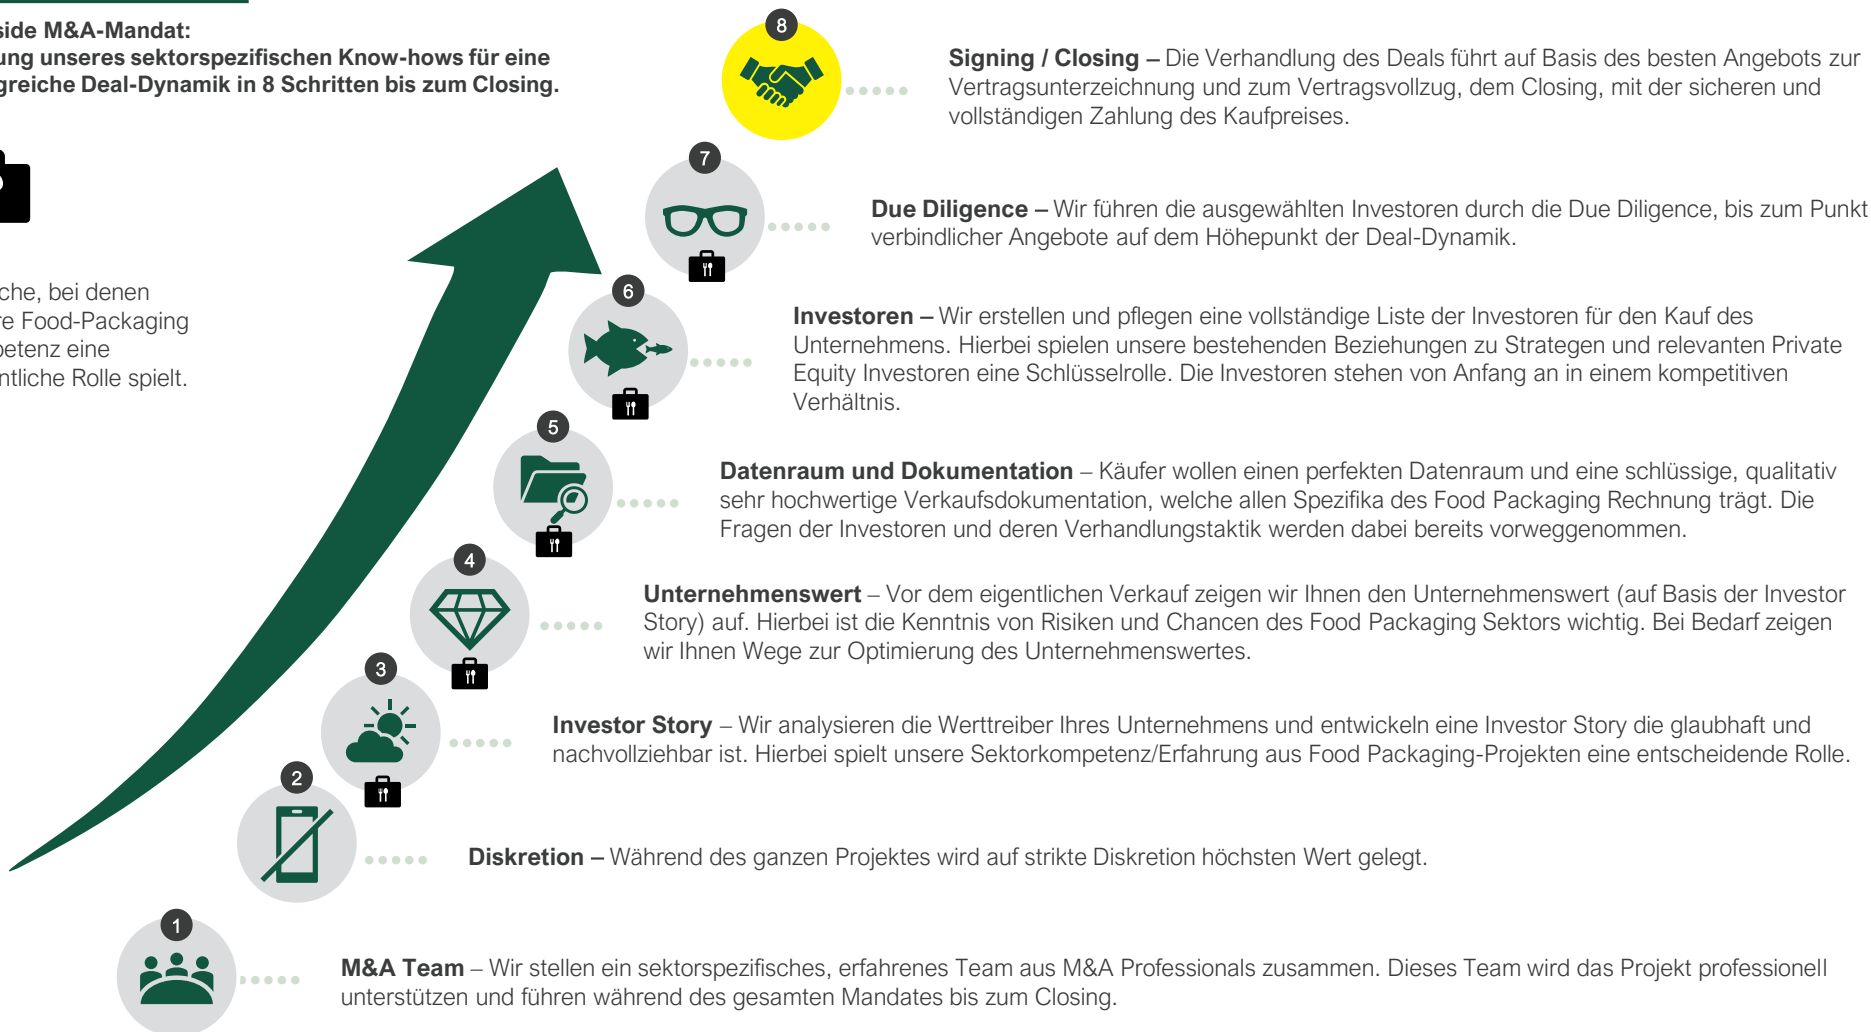 side M&A-Mandat:
ung unseres sektorspezifischen Know-hows für eine
greiche Deal-Dynamik in 8 Schritten bis zum Closing.
che, bei denen
re Food-Packaging
petenz eine
ntliche Rolle spielt.
8
Signing / Closing – Die Verhandlung des Deals führt auf Basis des besten Angebots zur
Vertragsunterzeichnung und zum Vertragsvollzug, dem Closing, mit der sicheren und
vollständigen Zahlung des Kaufpreises.
7
Due Diligence – Wir führen die ausgewählten Investoren durch die Due Diligence, bis zum Punkt
verbindlicher Angebote auf dem Höhepunkt der Deal-Dynamik.
6
Investoren – Wir erstellen und pflegen eine vollständige Liste der Investoren für den Kauf des
Unternehmens. Hierbei spielen unsere bestehenden Beziehungen zu Strategen und relevanten Private
Equity Investoren eine Schlüsselrolle. Die Investoren stehen von Anfang an in einem kompetitiven
Verhältnis.
5
Datenraum und Dokumentation – Käufer wollen einen perfekten Datenraum und eine schlüssige, qualitativ
sehr hochwertige Verkaufsdokumentation, welche allen Spezifika des Food Packaging Rechnung trägt. Die
Fragen der Investoren und deren Verhandlungstaktik werden dabei bereits vorweggenommen.
4
Unternehmenswert – Vor dem eigentlichen Verkauf zeigen wir Ihnen den Unternehmenswert (auf Basis der Investor
Story) auf. Hierbei ist die Kenntnis von Risiken und Chancen des Food Packaging Sektors wichtig. Bei Bedarf zeigen
wir Ihnen Wege zur Optimierung des Unternehmenswertes.
3
Investor Story – Wir analysieren die Werttreiber Ihres Unternehmens und entwickeln eine Investor Story die glaubhaft und
nachvollziehbar ist. Hierbei spielt unsere Sektorkompetenz/Erfahrung aus Food Packaging-Projekten eine entscheidende Rolle.
2
Diskretion – Während des ganzen Projektes wird auf strikte Diskretion höchsten Wert gelegt.
1
M&A Team – Wir stellen ein sektorspezifisches, erfahrenes Team aus M&A Professionals zusammen. Dieses Team wird das Projekt professionell
unterstützen und führen während des gesamten Mandates bis zum Closing.